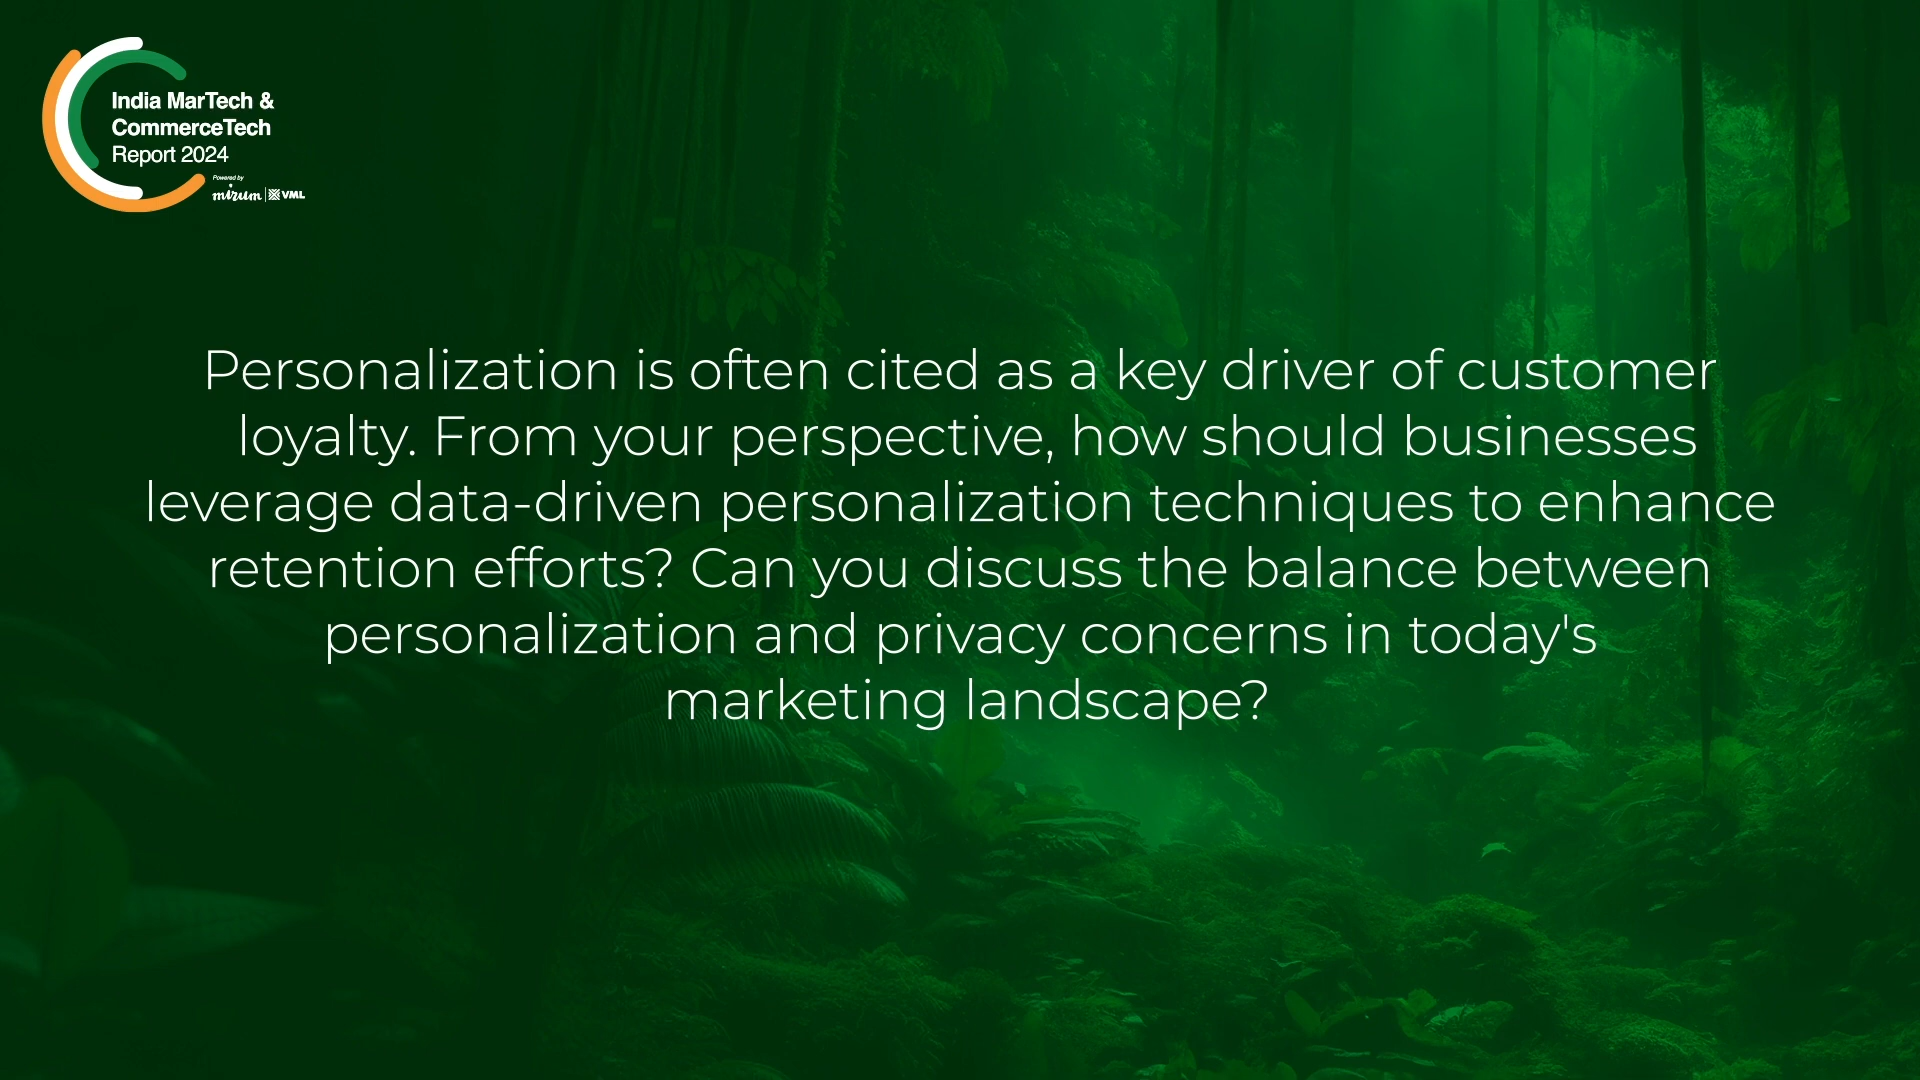 India MarTech &
CommerceTech
Report 2024
Powered by
mirum | VML
Personalization is often cited as a key driver of customer
loyalty. From your perspective, how should businesses
leverage data-driven personalization techniques to enhance
retention efforts? Can you discuss the balance between
personalization and privacy concerns in today's
marketing landscape?